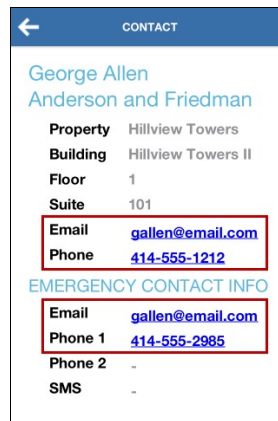 CONTACT
George Allen
Anderson and Friedman
Property Hillview Towers
Building Hillview Towers II
Floor 1
Suite 101
Email gallen@email.com
Phone 414-555-1212
EMERGENCY CONTACT INFO
Email gallen@email.com
Phone 1 414-555-2985
Phone 2 -
SMS -